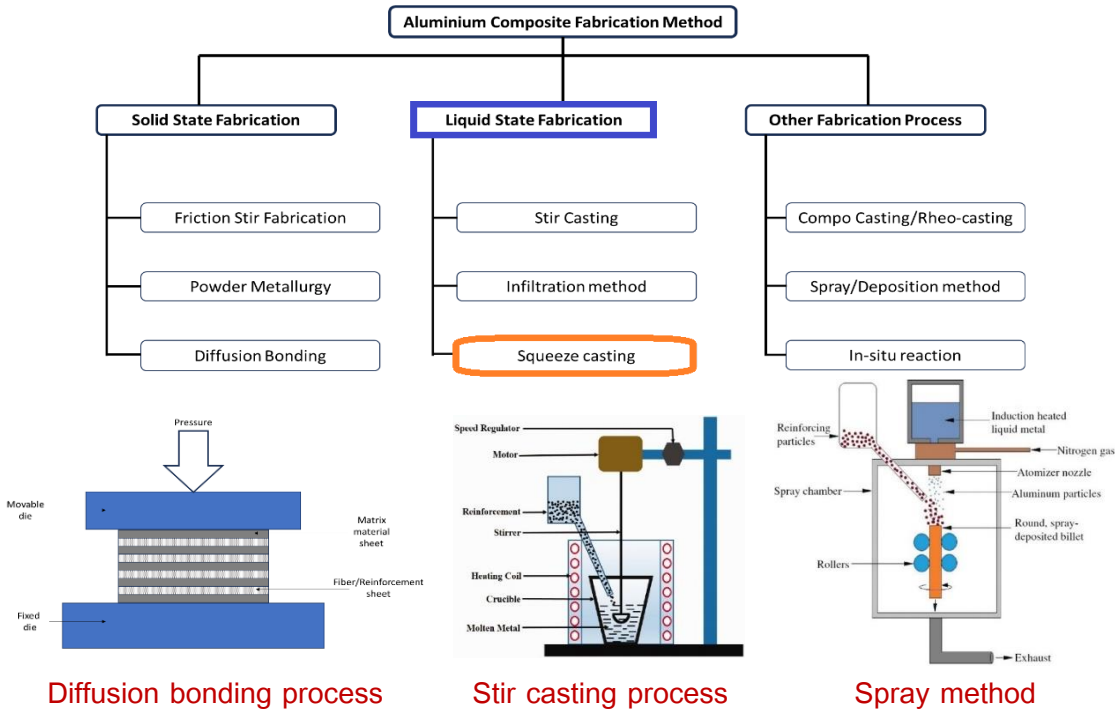 Aluminium Composite Fabrication Method
Solid State Fabrication
Liquid State Fabrication
Other Fabrication Process
Friction Stir Fabrication
Stir Casting
Compo Casting/Rheo-casting
Powder Metallurgy
Infiltration method
Spray/Deposition method
Diffusion Bonding
Squeeze casting
In-situ reaction
Pressure
Movable
die
Matrix
material
sheet
Fiber/Reinforcement
sheet
Fixed
die
Diffusion bonding process
Speed Regulator
Motor
Reinforcement
Stirrer
Heating Coil
Crucible
Molten Metal
Stir casting process
Reinforcing
particles
Induction heated
liquid metal
Nitrogen gas
Atomizer nozzle
Spray chamber
Aluminum particles
Round, spray-
deposited billet
Rollers
Exhaust
Spray method